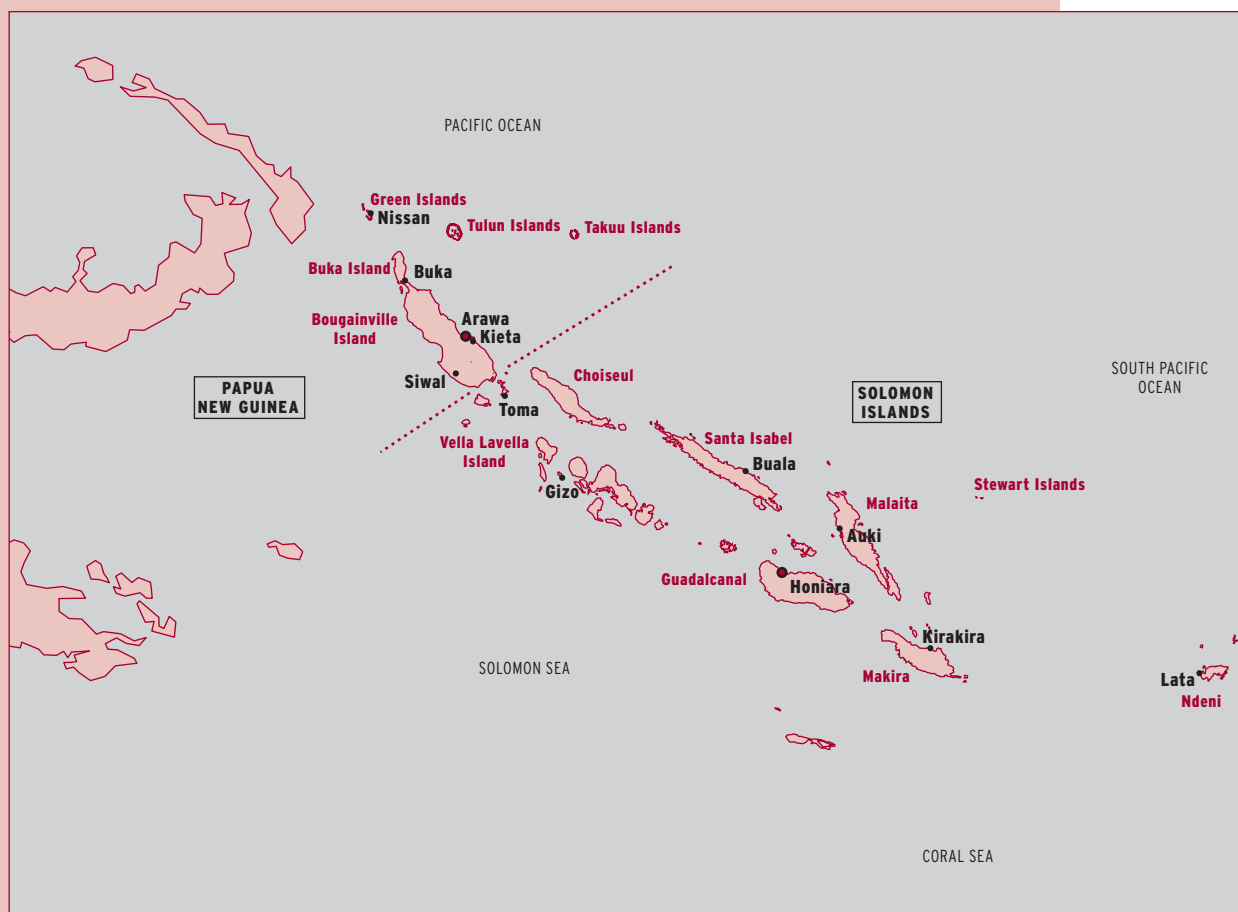 PACIFIC OCEAN
Green Islands
Nissan
Tulun Islands
Takuu Islands
Buka Island
Buka
Bougainville
Island
Arawa
Kieta
Siwal
Toma
PAPUA
NEW GUINEA
Choiseul
SOLOMON
ISLANDS
SOUTH PACIFIC
OCEAN
Vella Lavella
Island
Gizo
Santa Isabel
Buala
Stewart Islands
Malaita
Auki
Guadalcanal
Honiara
Kirakira
Makira
SOLOMON SEA
Lata
Ndeni
CORAL SEA